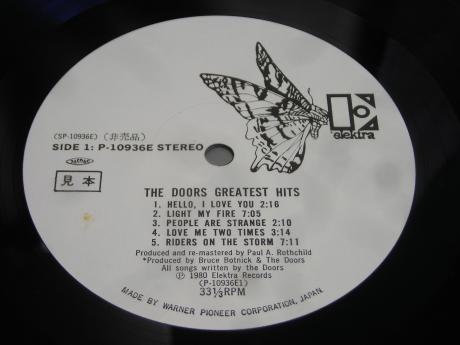 elektra
(SP-10936E) (非売品)
SIDE 1: P-10936E STEREO
見本
THE DOORS GREATEST HITS
1. HELLO, I LOVE YOU 2:16
2. LIGHT MY FIRE 7:05
3. PEOPLE ARE STRANGE 2:10
4. LOVE ME TWO TIMES 3:14
5. RIDERS ON THE STORM 7:11
Produced and re-mastered by Paul A. Rothchild
*Produced by Bruce Botnick & The Doors
All songs written by the Doors
Ⓟ 1980 Elektra Records
(P-10936E1)
33⅓RPM
MADE BY WARNER PIONEER CORPORATION, JAPAN.